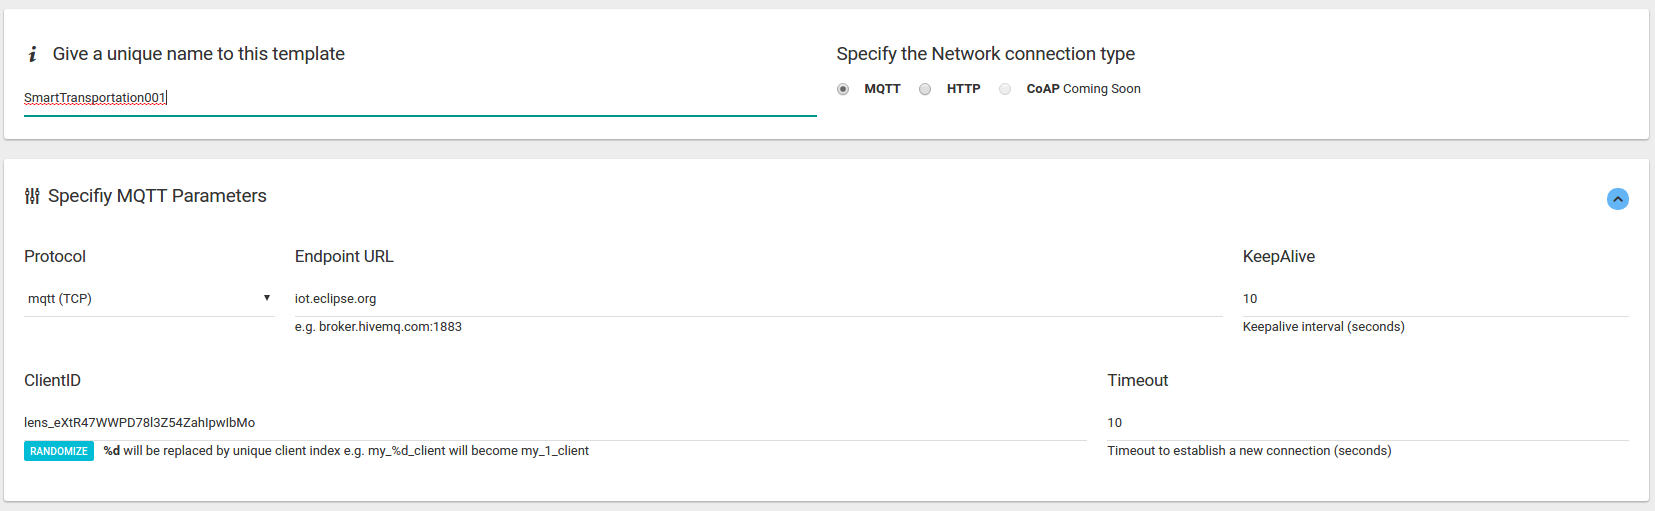 Give a unique name to this template
SmartTransportation001
Specify the Network connection type
MQTT HTTP CoAP Coming Soon
Specifiy MQTT Parameters
Protocol
mqtt (TCP)
Endpoint URL
iot.eclipse.org
e.g. broker.hivemq.com:1883
KeepAlive
10
Keepalive interval (seconds)
ClientID
lens_eXtR47WWPD78l3Z54ZahIpwIbMo
RANDOMIZE %d will be replaced by unique client index e.g. my_%d_client will become my_1_client
Timeout
10
Timeout to establish a new connection (seconds)